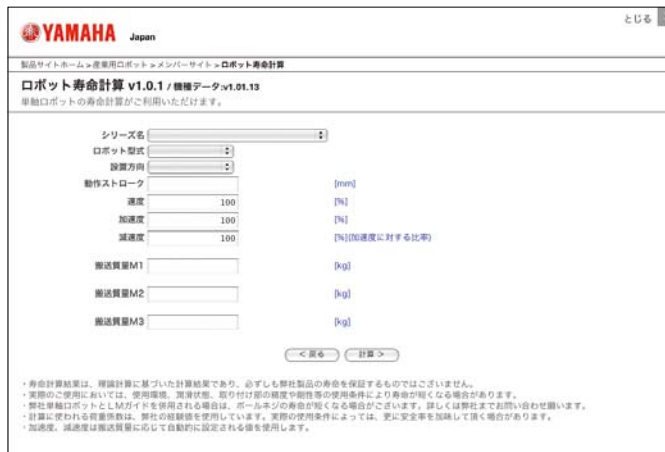 とじる
YAMAHA Japan
製品サイトホーム>産業用ロボット>メンバーサイト>ロボット寿命計算
ロボット寿命計算 v1.0.1 / 機種データ:v1.01.13
単軸ロボットの寿命計算がご利用いただけます。
シリーズ名
ロボット型式
設置方向
動作ストローク [mm]
速度 100 [%]
加速度 100 [%]
減速度 100 [%](加速度に対する比率)
搬送質量M1 [kg]
搬送質量M2 [kg]
搬送質量M3 [kg]
< 戻る 計算 >
・寿命計算結果は、理論計算に基づいた計算結果であり、必ずしも弊社製品の寿命を保証するものではございません。
・実際のご使用においては、使用環境、潤滑状態、取り付け部の精度や剛性等の使用条件により寿命が短くなる場合があります。
・弊社単軸ロボットとLMガイドを併用される場合は、ボールネジの寿命が短くなる場合がございます。詳しくは弊社までお問い合わせ願います。
・計算に使われる荷重係数は、弊社の経験値を使用しています。実際の使用条件によっては、更に安全率を加味して頂く場合があります。
・加速度、減速度は搬送質量に応じて自動的に設定される値を使用します。